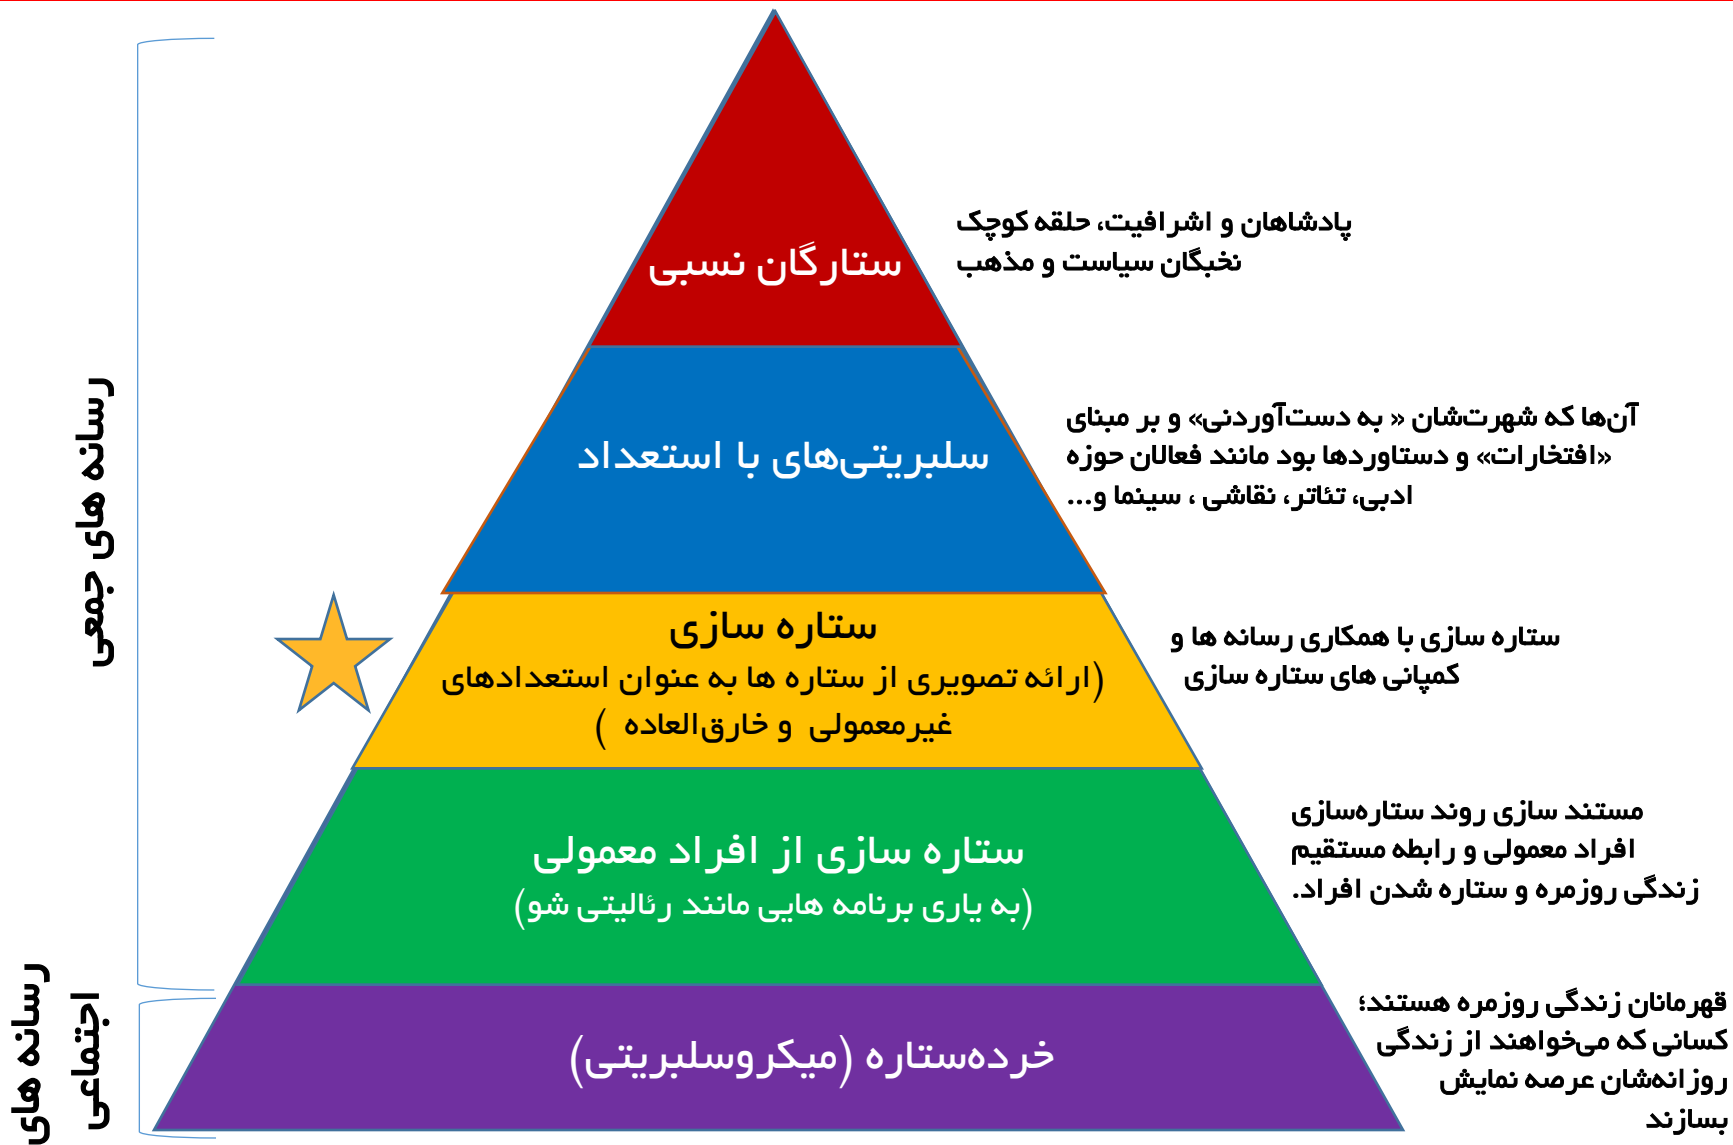 ستارگان نسبی
پادشاهان و اشرافیت، حلقه کوچک
نخبگان سیاست و مذهب
سلبریتی‌های با استعداد
آن‌ها که شهرت‌شان « به دست‌آوردنی» و بر مبنای
«افتخارات» و دستاوردها بود مانند فعالان حوزه
ادبی، تئاتر، نقاشی ، سینما و...
ستاره سازی
(ارائه تصویری از ستاره ها به عنوان استعدادهای
غیرمعمولی و خارق‌العاده )
ستاره سازی با همکاری رسانه ها و
کمپانی های ستاره سازی
ستاره سازی از افراد معمولی
(به یاری برنامه هایی مانند رئالیتی شو)
مستند سازی روند ستاره‌سازی
افراد معمولی و رابطه مستقیم
زندگی روزمره و ستاره شدن افراد.
خرده‌ستاره (میکروسلبریتی)
قهرمانان زندگی روزمره هستند؛
کسانی که می‌خواهند از زندگی
روزانه‌شان عرصه نمایش
بسازند
رسانه های جمعی
رسانه های
اجتماعی